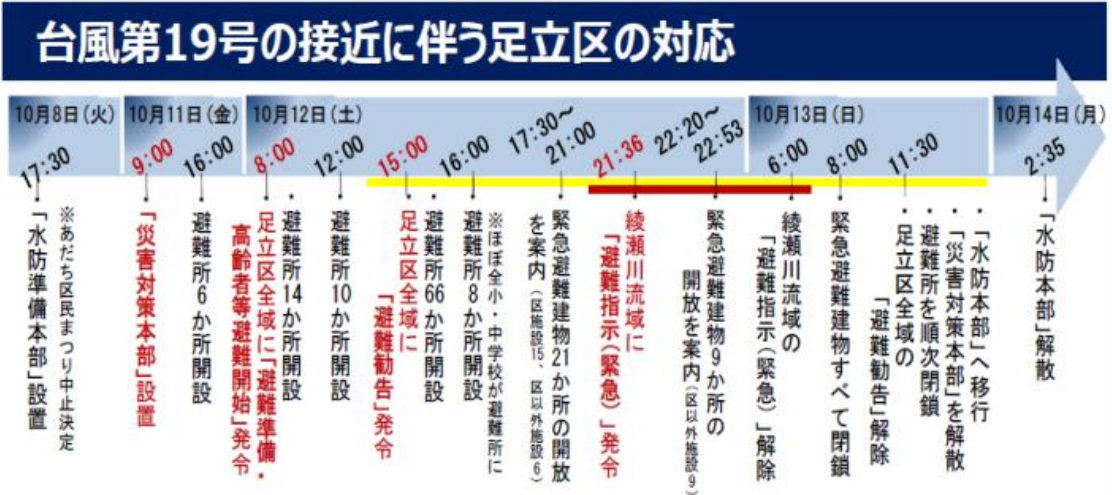 台風第19号の接近に伴う足立区の対応
10月8日(火)
17:30
「水防準備本部」設置
※あだち区民まつり中止決定
10月11日(金)
9:00
「災害対策本部」設置
16:00
・避難所6か所開設
10月12日(土)
8:00
・避難所14か所開設
足立区全域に「避難準備・
高齢者等避難開始」発令
12:00
避難所10か所開設
15:00
・避難所66か所開設
足立区全域に
「避難勧告」発令
16:00
避難所8か所開設
※ほぼ全小・中学校が避難所に
17:30～
21:00
緊急避難建物21か所の開放
を案内(区施設15、区以外施設6)
21:36
綾瀬川流域に
「避難指示(緊急)」発令
22:20～
22:53
緊急避難建物9か所の
開放を案内(区以外施設9)
10月13日(日)
6:00
綾瀬川流域の
「避難指示(緊急)」解除
8:00
緊急避難建物すべて閉鎖
11:30
・「水防本部」へ移行
・「災害対策本部」を解散
・避難所を順次閉鎖
・足立区全域の
「避難勧告」解除
10月14日(月)
2:35
「水防本部」解散